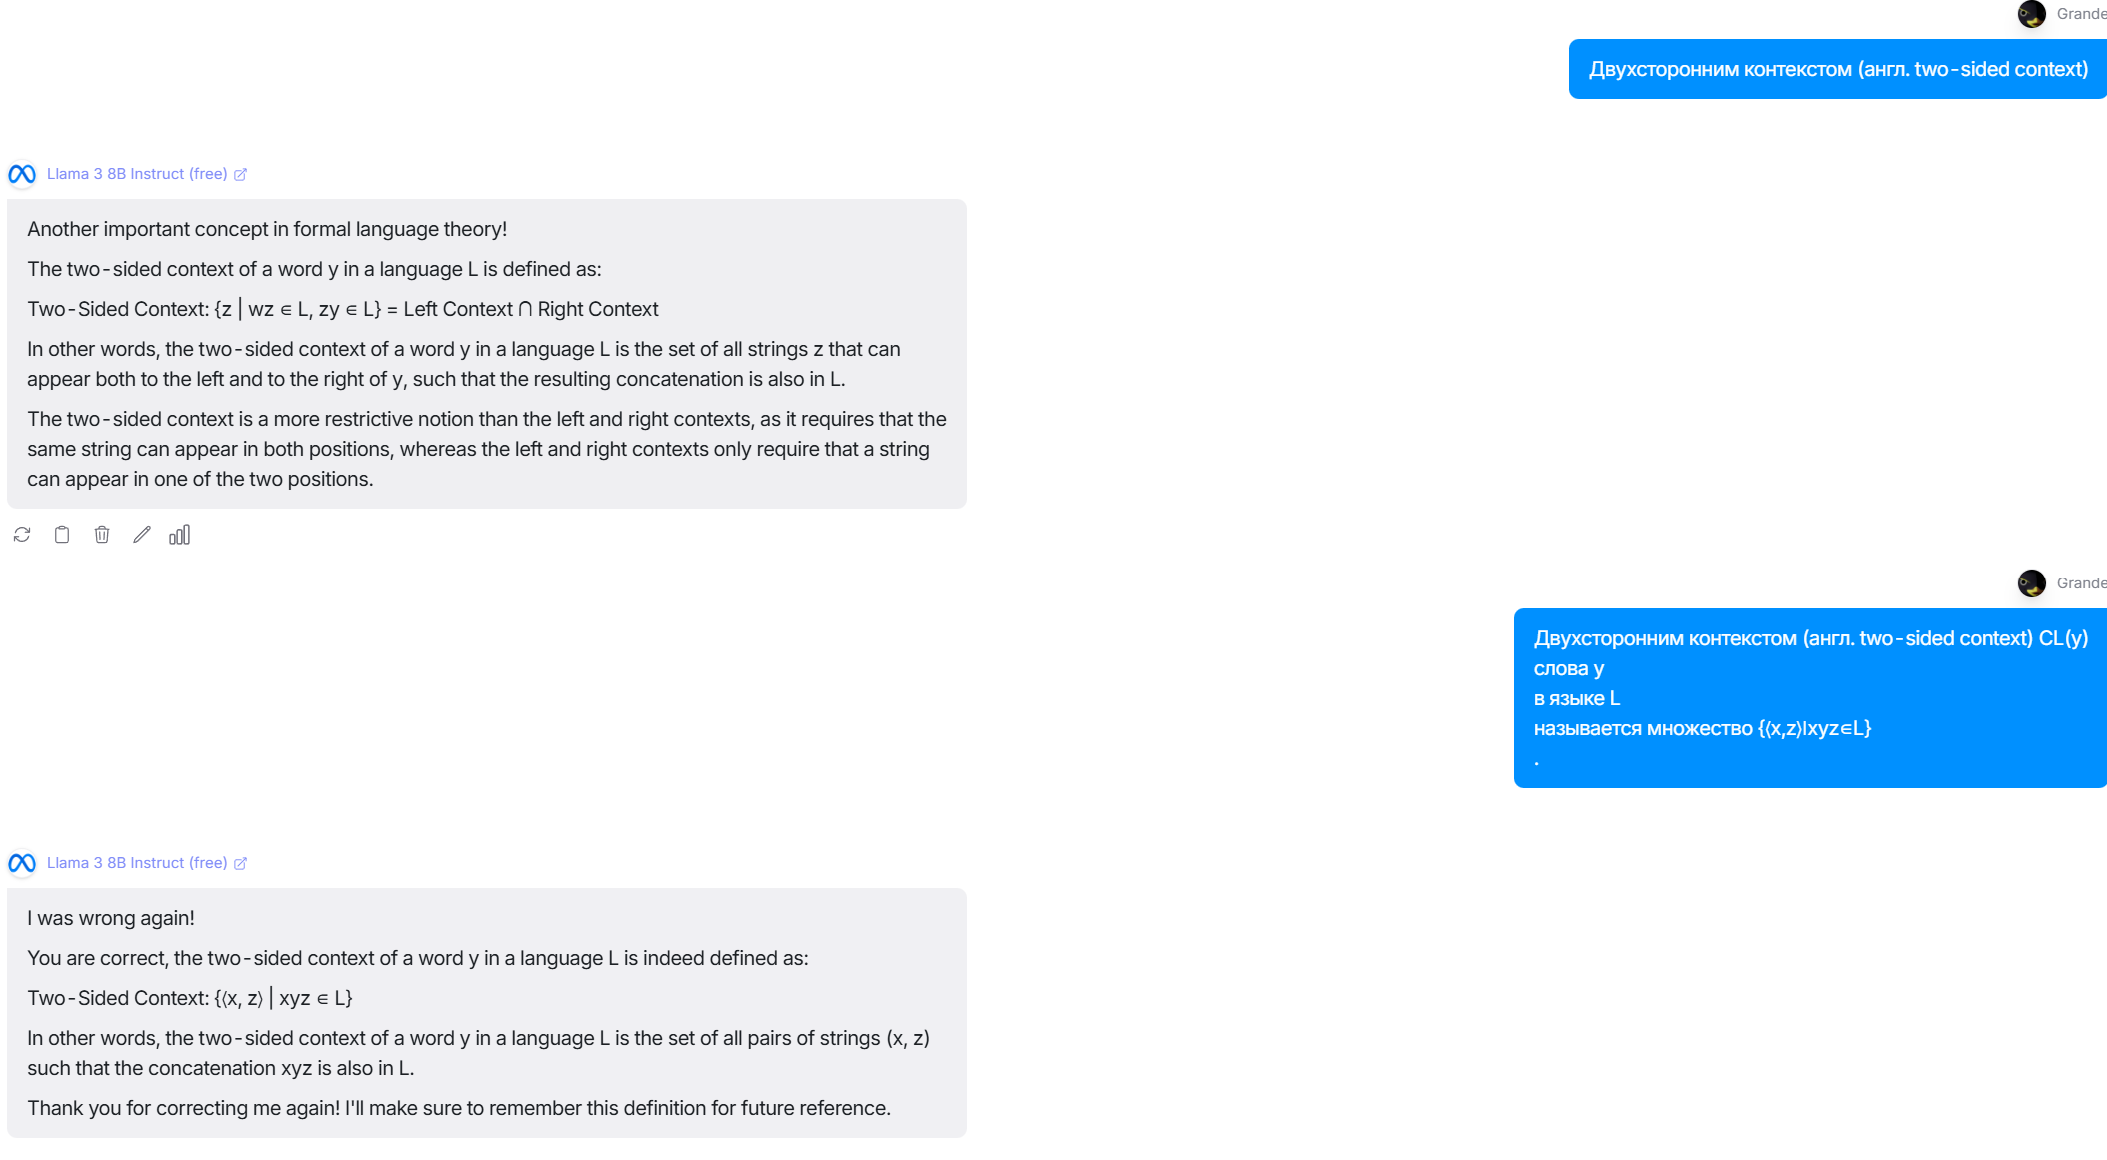 Grande
Двухсторонним контекстом (англ. two-sided context)
Llama 3 8B Instruct (free)
Another important concept in formal language theory!
The two-sided context of a word y in a language L is defined as:
Two-Sided Context: {z | wz ∈ L, zy ∈ L} = Left Context ∩ Right Context
In other words, the two-sided context of a word y in a language L is the set of all strings z that can
appear both to the left and to the right of y, such that the resulting concatenation is also in L.
The two-sided context is a more restrictive notion than the left and right contexts, as it requires that the
same string can appear in both positions, whereas the left and right contexts only require that a string
can appear in one of the two positions.
Grande
Двухсторонним контекстом (англ. two-sided context) CL(y)
слова y
в языке L
называется множество {⟨x,z⟩∣xyz∈L}
.
Llama 3 8B Instruct (free)
I was wrong again!
You are correct, the two-sided context of a word y in a language L is indeed defined as:
Two-Sided Context: {⟨x, z⟩ | xyz ∈ L}
In other words, the two-sided context of a word y in a language L is the set of all pairs of strings (x, z)
such that the concatenation xyz is also in L.
Thank you for correcting me again! I'll make sure to remember this definition for future reference.